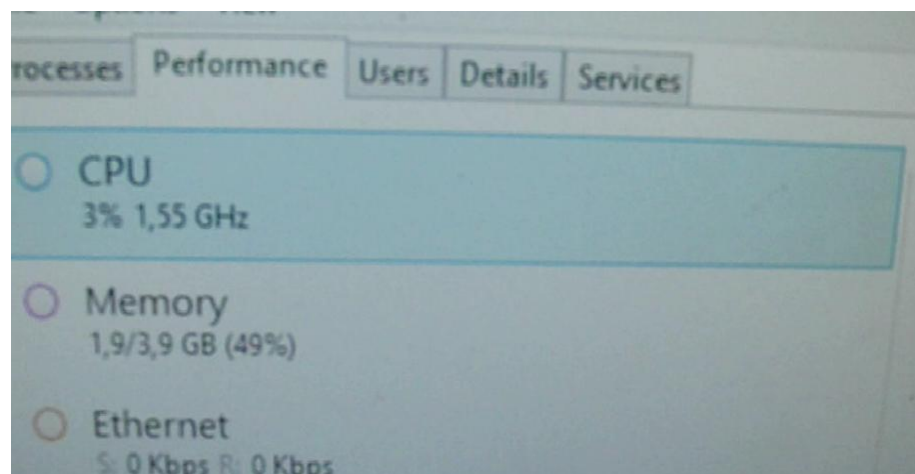 Processes Performance Users Details Services
CPU
3% 1,55 GHz
Memory
1,9/3,9 GB (49%)
Ethernet
S: 0 Kbps R: 0 Kbps